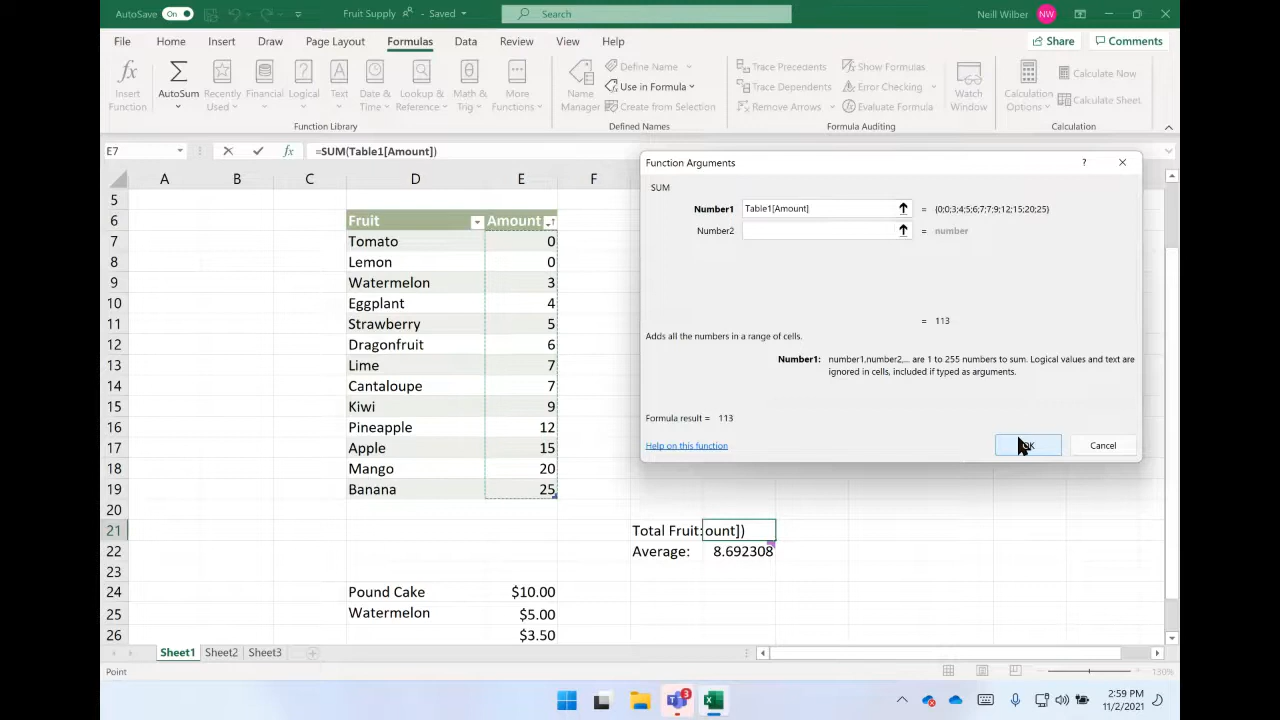 AutoSave On Fruit Supply - Saved Search Neill Wilber NW
File Home Insert Draw Page Layout Formulas Data Review View Help Share Comments
Insert Function
AutoSum
Recently Used
Financial
Logical
Text
Date & Time
Lookup & Reference
Math & Trig
More Functions
Function Library
Name Manager
Define Name
Use in Formula
Create from Selection
Defined Names
Trace Precedents
Trace Dependents
Remove Arrows
Show Formulas
Error Checking
Evaluate Formula
Formula Auditing
Watch Window
Calculation Options
Calculate Now
Calculate Sheet
Calculation
E7 fx =SUM(Table1[Amount])
A B C D E F
5
6 Fruit Amount
7 Tomato 0
8 Lemon 0
9 Watermelon 3
10 Eggplant 4
11 Strawberry 5
12 Dragonfruit 6
13 Lime 7
14 Cantaloupe 7
15 Kiwi 9
16 Pineapple 12
17 Apple 15
18 Mango 20
19 Banana 25
20
21 Total Fruit: ount])
22 Average: 8.692308
23
24 Pound Cake $10.00
25 Watermelon $5.00
26 $3.50
Function Arguments ?
SUM
Number1 Table1[Amount] = {0;0;3;4;5;6;7;7;9;12;15;20;25}
Number2 = number
= 113
Adds all the numbers in a range of cells.
Number1: number1,number2,... are 1 to 255 numbers to sum. Logical values and text are
ignored in cells, included if typed as arguments.
Formula result = 113
Help on this function OK Cancel
Sheet1 Sheet2 Sheet3
Point 130%
3
2:59 PM
11/2/2021